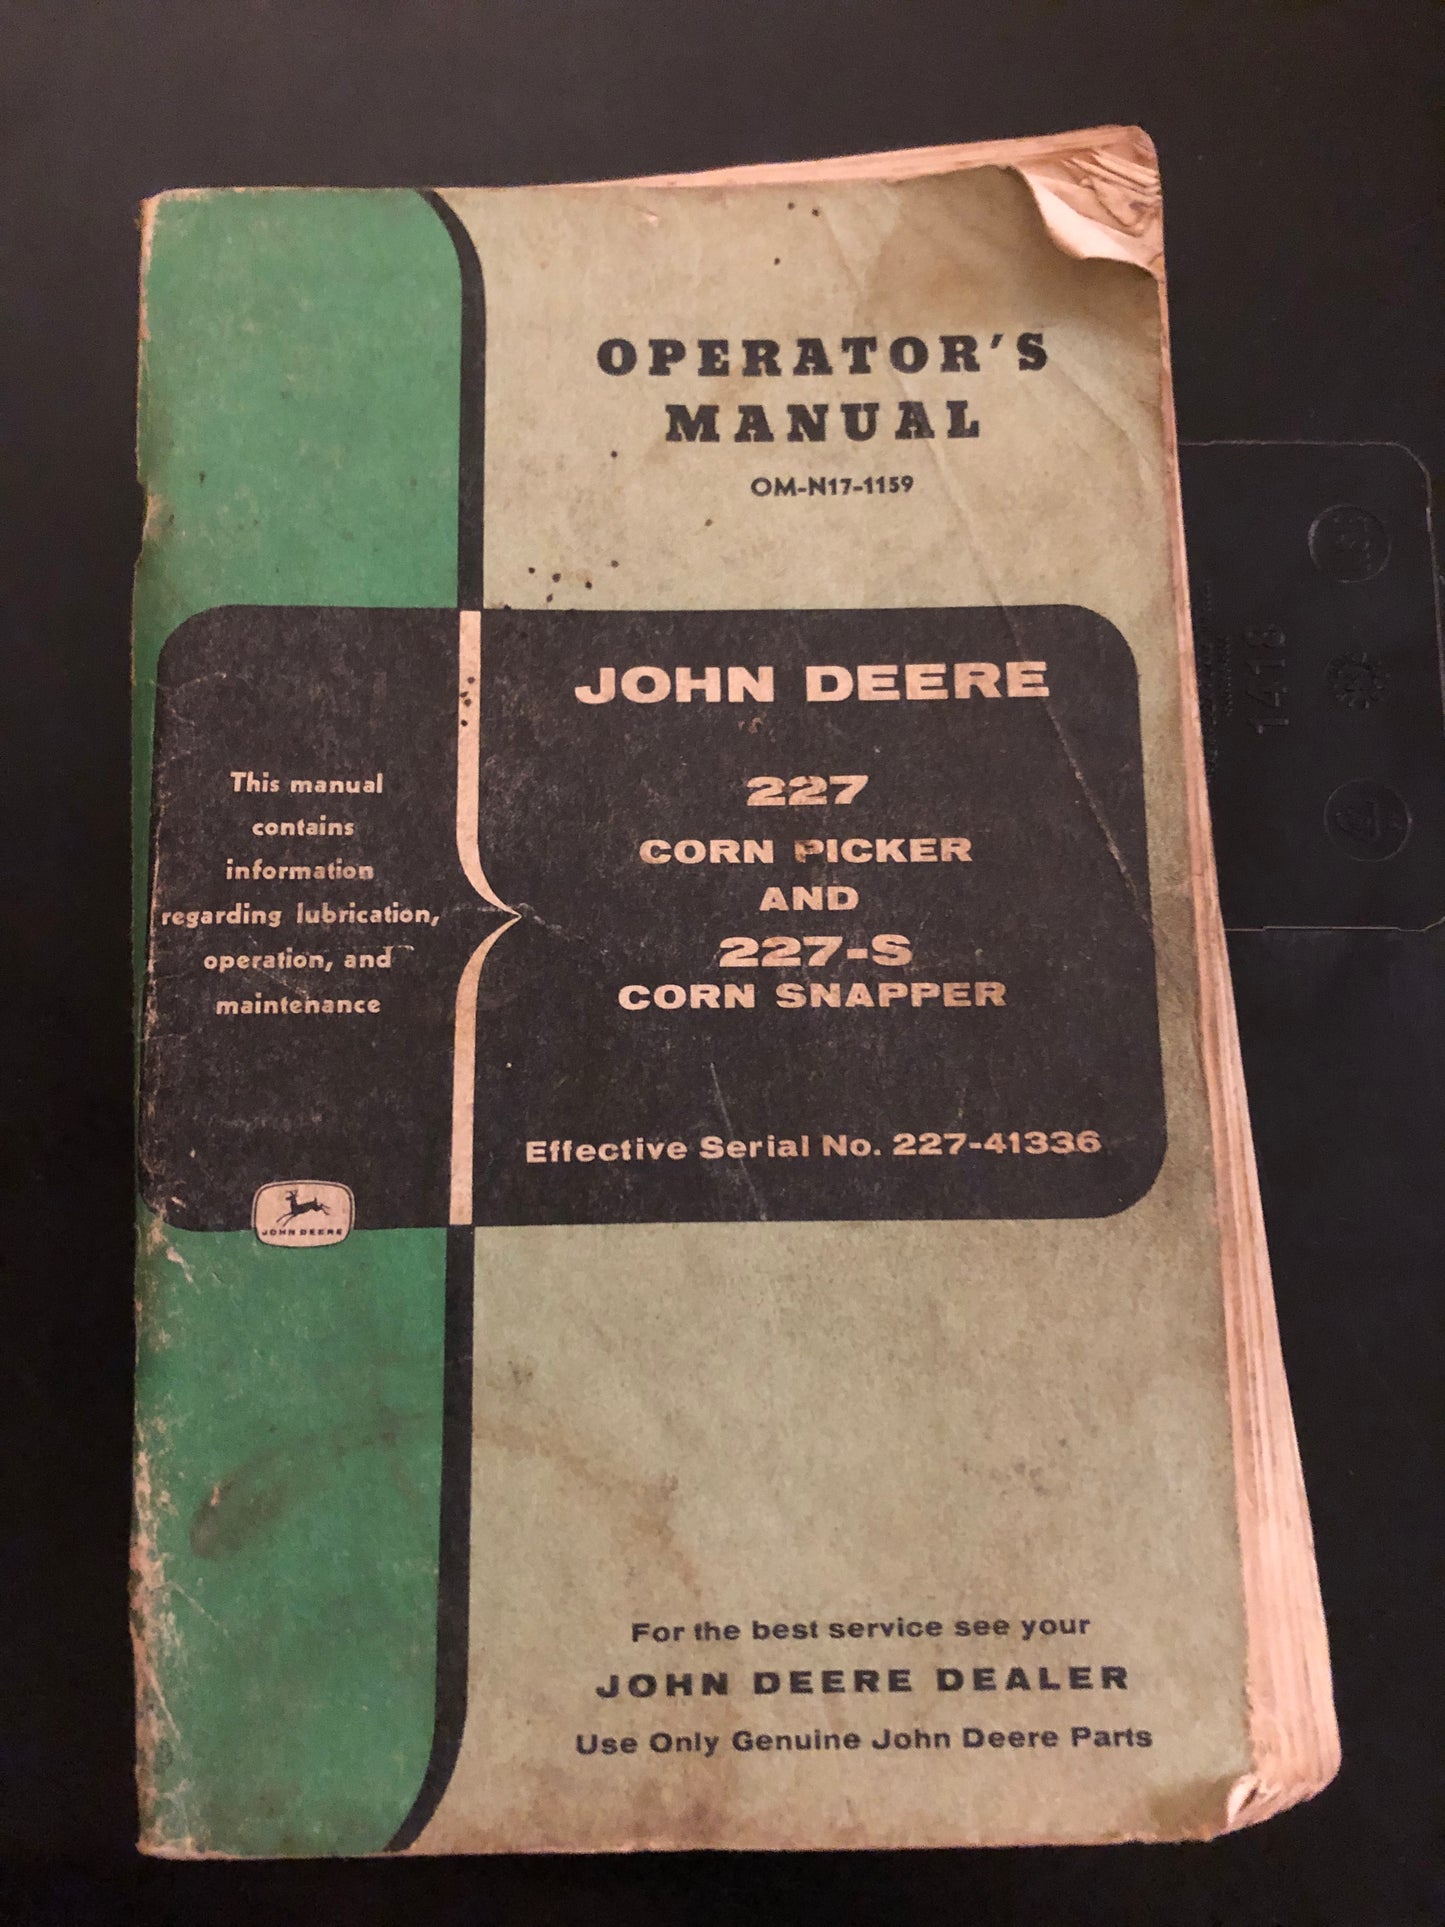 OPERATOR'S
MANUAL
OM-N17-1159
JOHN DEERE
227
CORN PICKER
AND
227-S
CORN SNAPPER
Effective Serial No. 227-41336
This manual
contains
information
regarding lubrication,
operation, and
maintenance
JOHN DEERE
For the best service see your
JOHN DEERE DEALER
Use Only Genuine John Deere Parts
1418